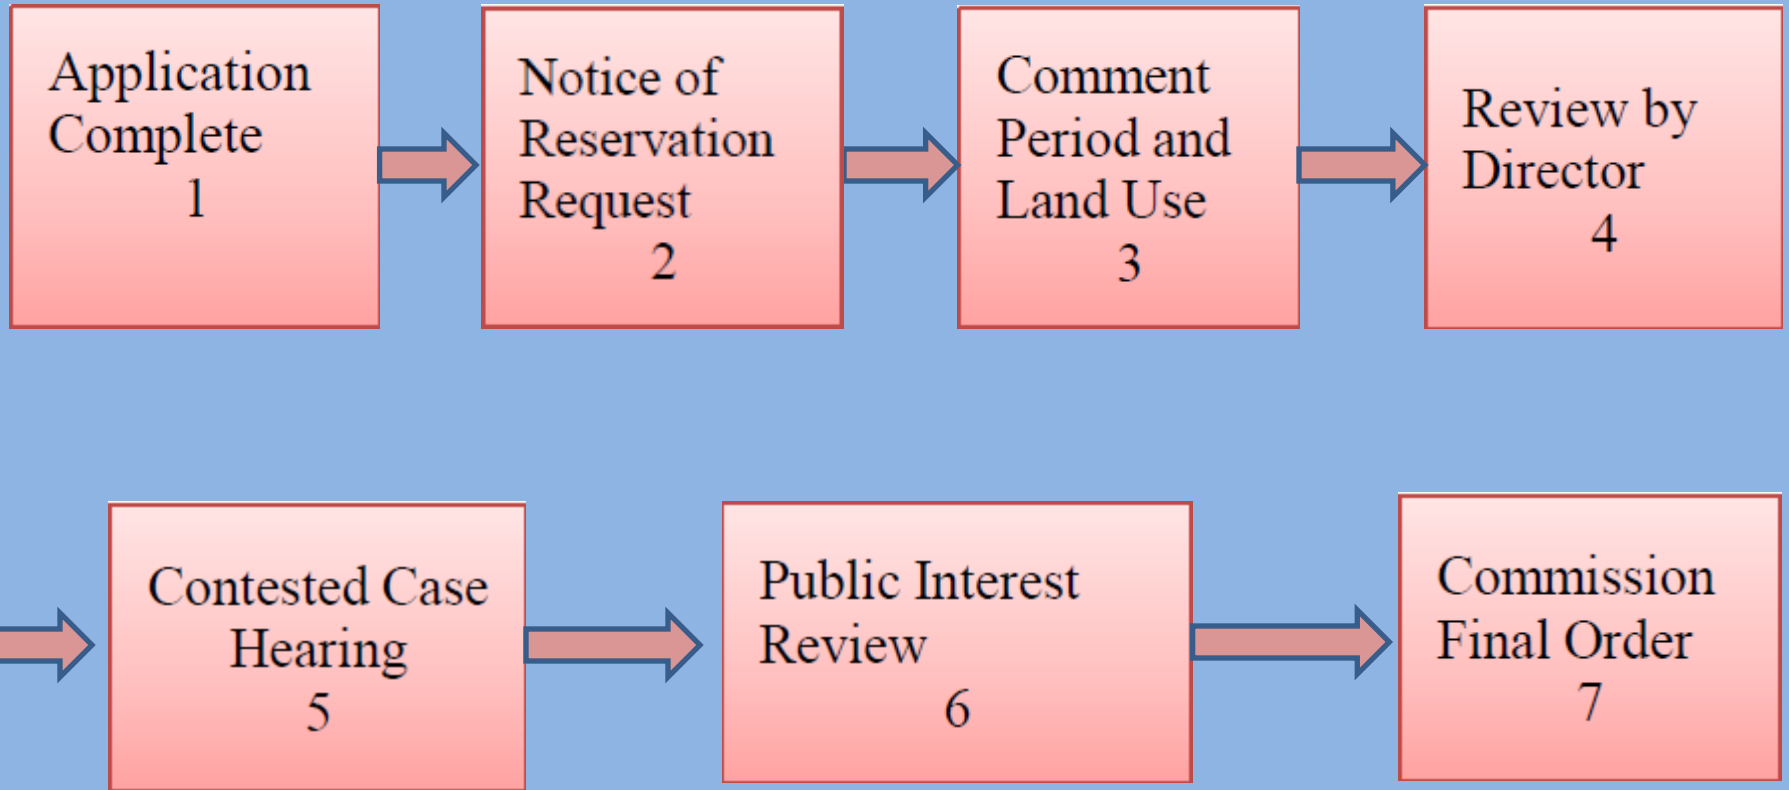 Application
Complete
1
Notice of
Reservation
Request
2
Comment
Period and
Land Use
3
Review by
Director
4
Contested Case
Hearing
5
Public Interest
Review
6
Commission
Final Order
7